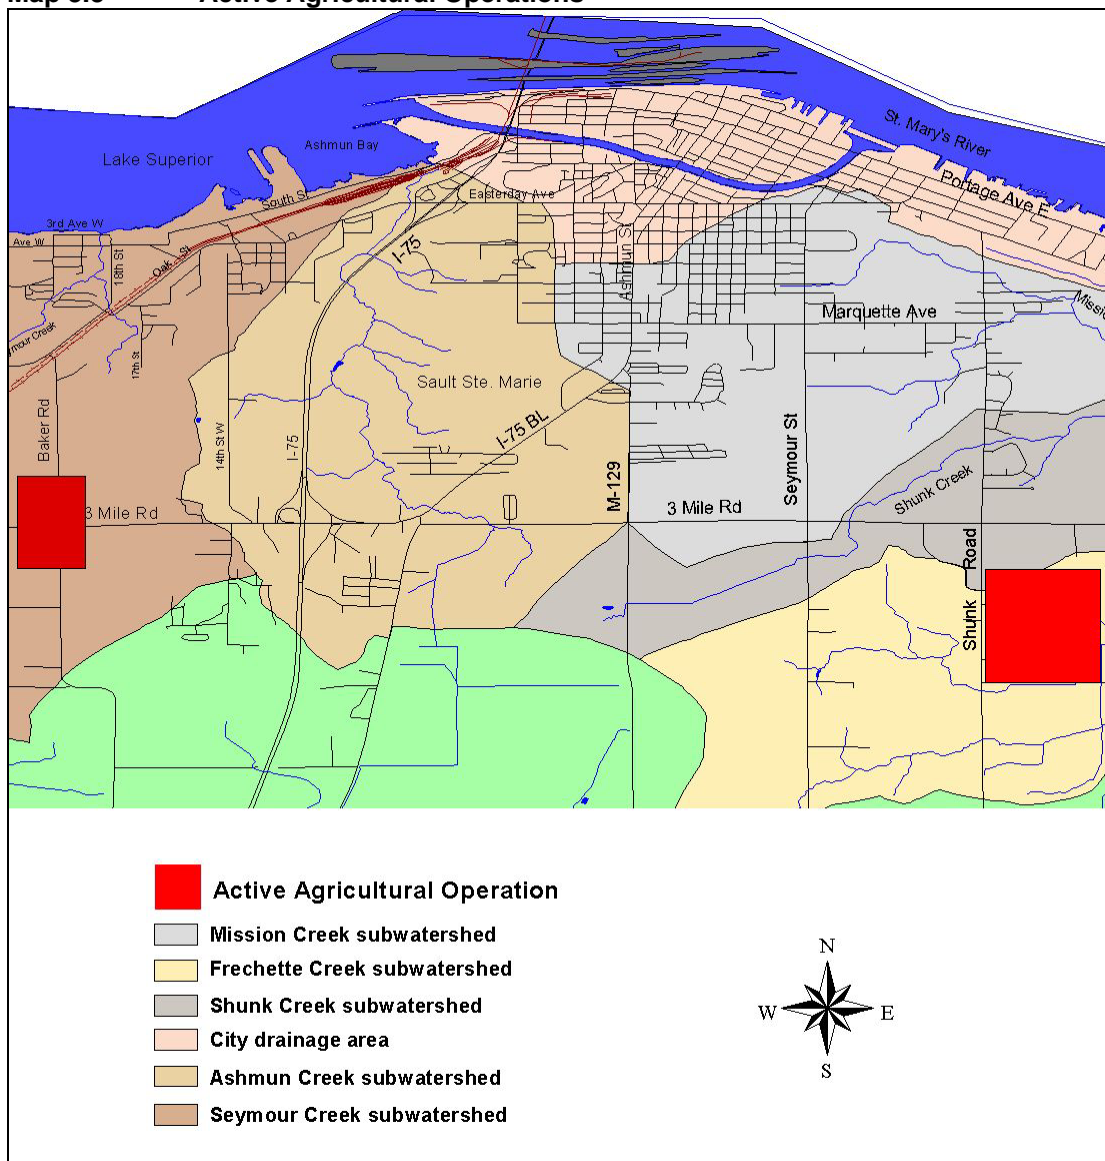 Active Agricultural Operations
St. Mary's River
Ashmun Bay
Lake Superior
Portage Ave E
South St
Easterday Ave
3rd Ave W
Ave W
18th St
Oak St
I-75
Ashmun St
Marquette Ave
17th St
Sault Ste. Marie
Baker Rd
14th St W
I-75
I-75 BL
M-129
Seymour St
Shunk Creek
3 Mile Rd
3 Mile Rd
Shunk Road
Active Agricultural Operation
Mission Creek subwatershed
Frechette Creek subwatershed
Shunk Creek subwatershed
City drainage area
Ashmun Creek subwatershed
Seymour Creek subwatershed
N
W E
S